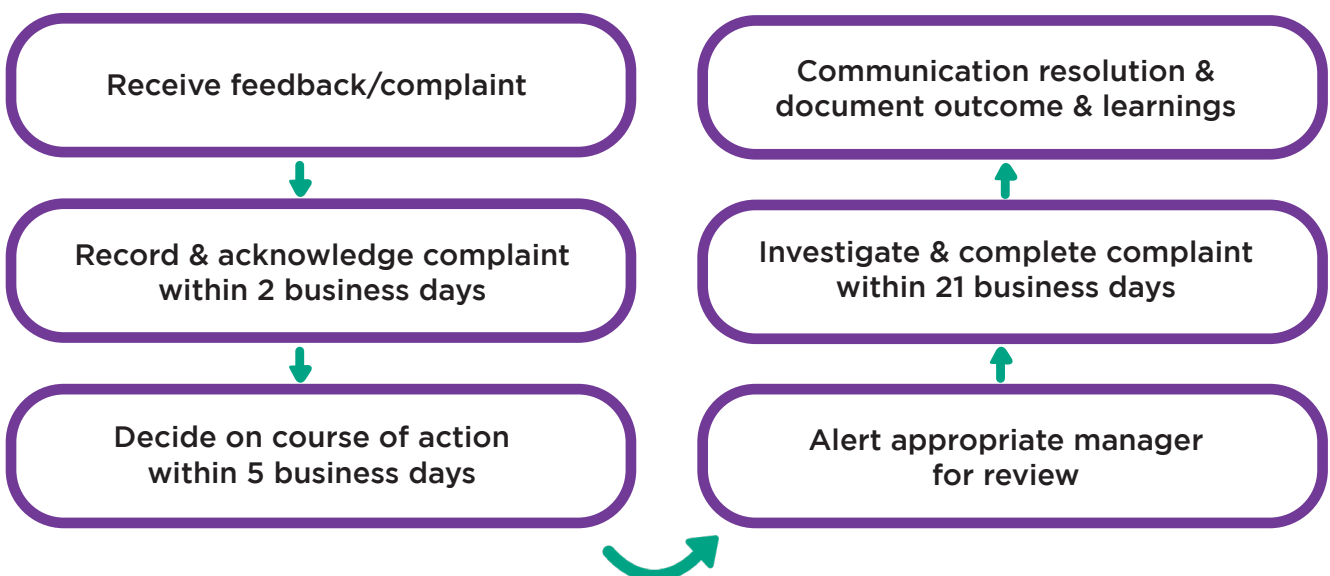 Receive feedback/complaint
Record & acknowledge complaint
within 2 business days
Decide on course of action
within 5 business days
Alert appropriate manager
for review
Investigate & complete complaint
within 21 business days
Communication resolution &
document outcome & learnings